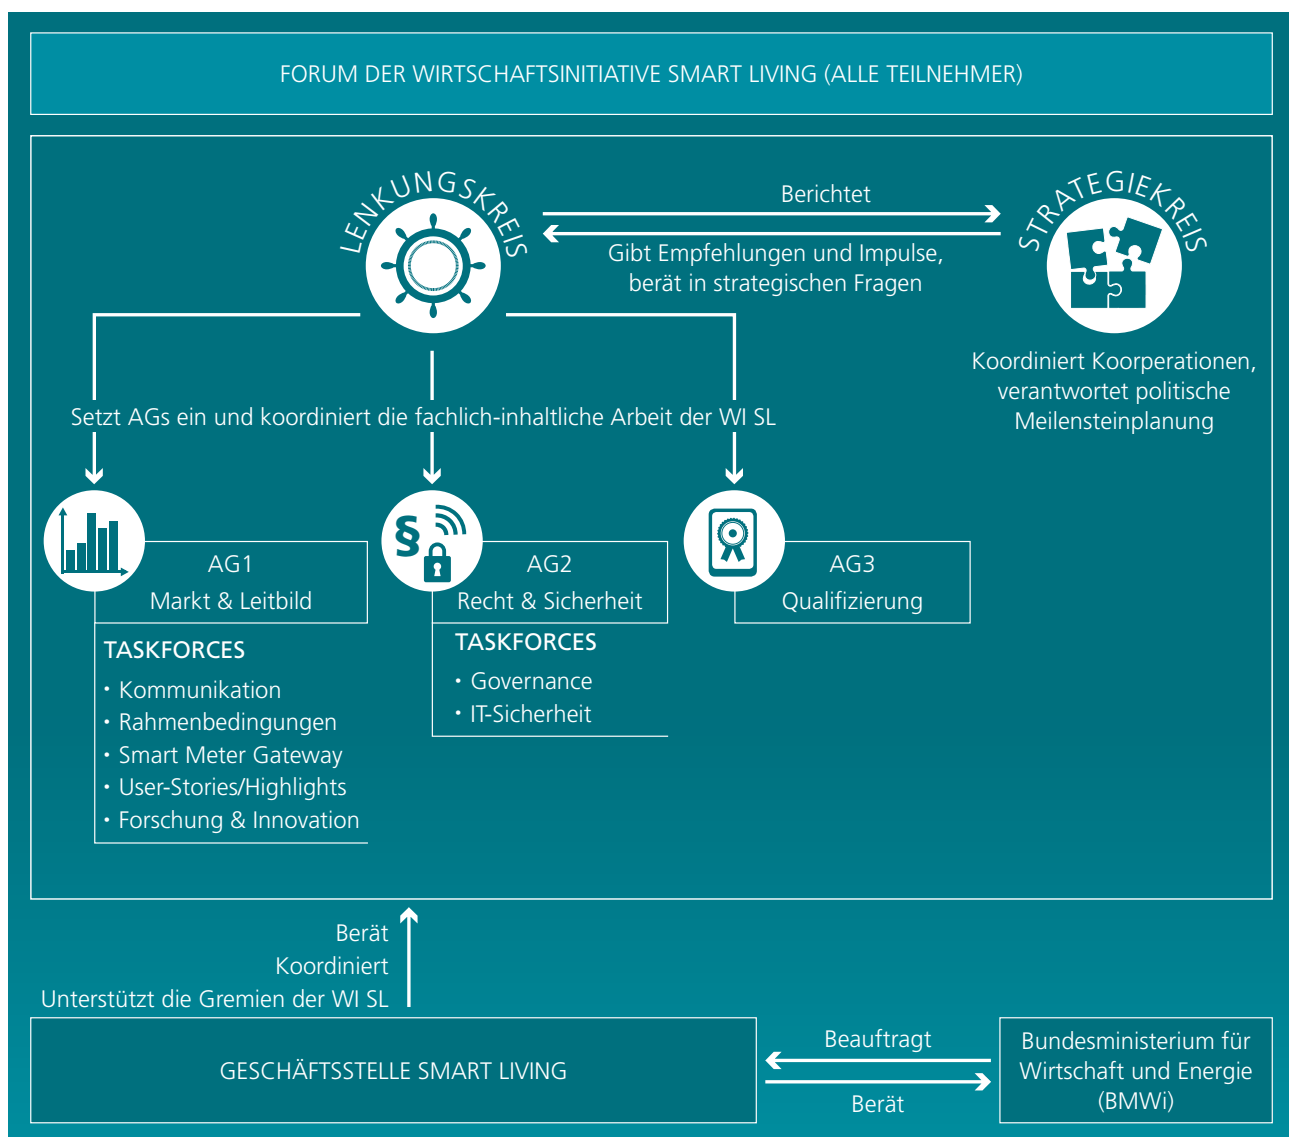 FORUM DER WIRTSCHAFTSINITIATIVE SMART LIVING (ALLE TEILNEHMER)
LENKUNGSKREIS
Berichtet
Gibt Empfehlungen und Impulse,
berät in strategischen Fragen
STRATEGIEKREIS
Koordiniert Koorperationen,
verantwortet politische
Meilensteinplanung
Setzt AGs ein und koordiniert die fachlich-inhaltliche Arbeit der WI SL
AG1
Markt & Leitbild
TASKFORCES
• Kommunikation
• Rahmenbedingungen
• Smart Meter Gateway
• User-Stories/Highlights
• Forschung & Innovation
§
AG2
Recht & Sicherheit
TASKFORCES
• Governance
• IT-Sicherheit
AG3
Qualifizierung
Berät
Koordiniert
Unterstützt die Gremien der WI SL
GESCHÄFTSSTELLE SMART LIVING
Beauftragt
Berät
Bundesministerium für
Wirtschaft und Energie
(BMWi)